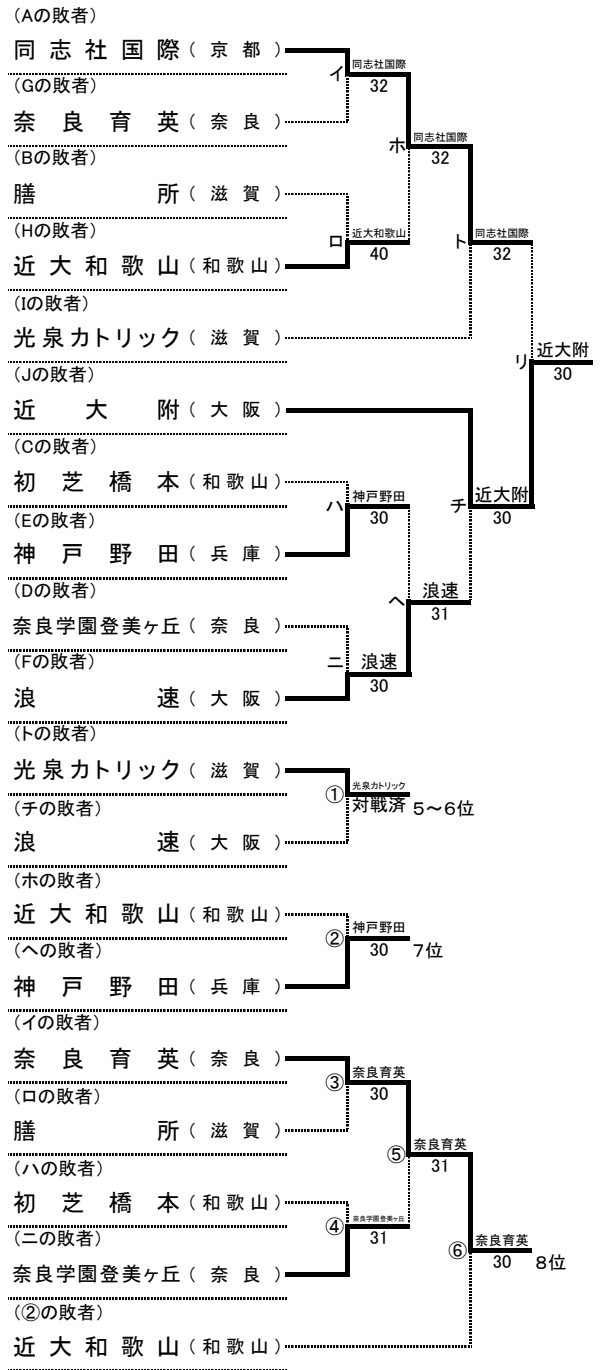 (Aの敗者)
同志社国際(京都)
(Gの敗者)
奈良育英(奈良)
(Bの敗者)
膳所(滋賀)
(Hの敗者)
近大和歌山(和歌山)
(Iの敗者)
光泉カトリック(滋賀)
(Jの敗者)
近大附(大阪)
(Cの敗者)
初芝橋本(和歌山)
(Eの敗者)
神戸野田(兵庫)
(Dの敗者)
奈良学園登美ヶ丘(奈良)
(Fの敗者)
浪速(大阪)
イ
同志社国際
32
ロ
近大和歌山
40
ホ
同志社国際
32
ト
同志社国際
32
ハ
神戸野田
30
ニ
浪速
30
ヘ
浪速
31
チ
近大附
30
リ
近大附
30
(トの敗者)
光泉カトリック(滋賀)
(チの敗者)
浪速(大阪)
①
光泉カトリック
対戦済
5~6位
(ホの敗者)
近大和歌山(和歌山)
(ヘの敗者)
神戸野田(兵庫)
②
神戸野田
30
7位
(イの敗者)
奈良育英(奈良)
(ロの敗者)
膳所(滋賀)
(ハの敗者)
初芝橋本(和歌山)
(ニの敗者)
奈良学園登美ヶ丘(奈良)
(②の敗者)
近大和歌山(和歌山)
③
奈良育英
30
④
奈良学園登美ヶ丘
31
⑤
奈良育英
31
⑥
奈良育英
30
8位